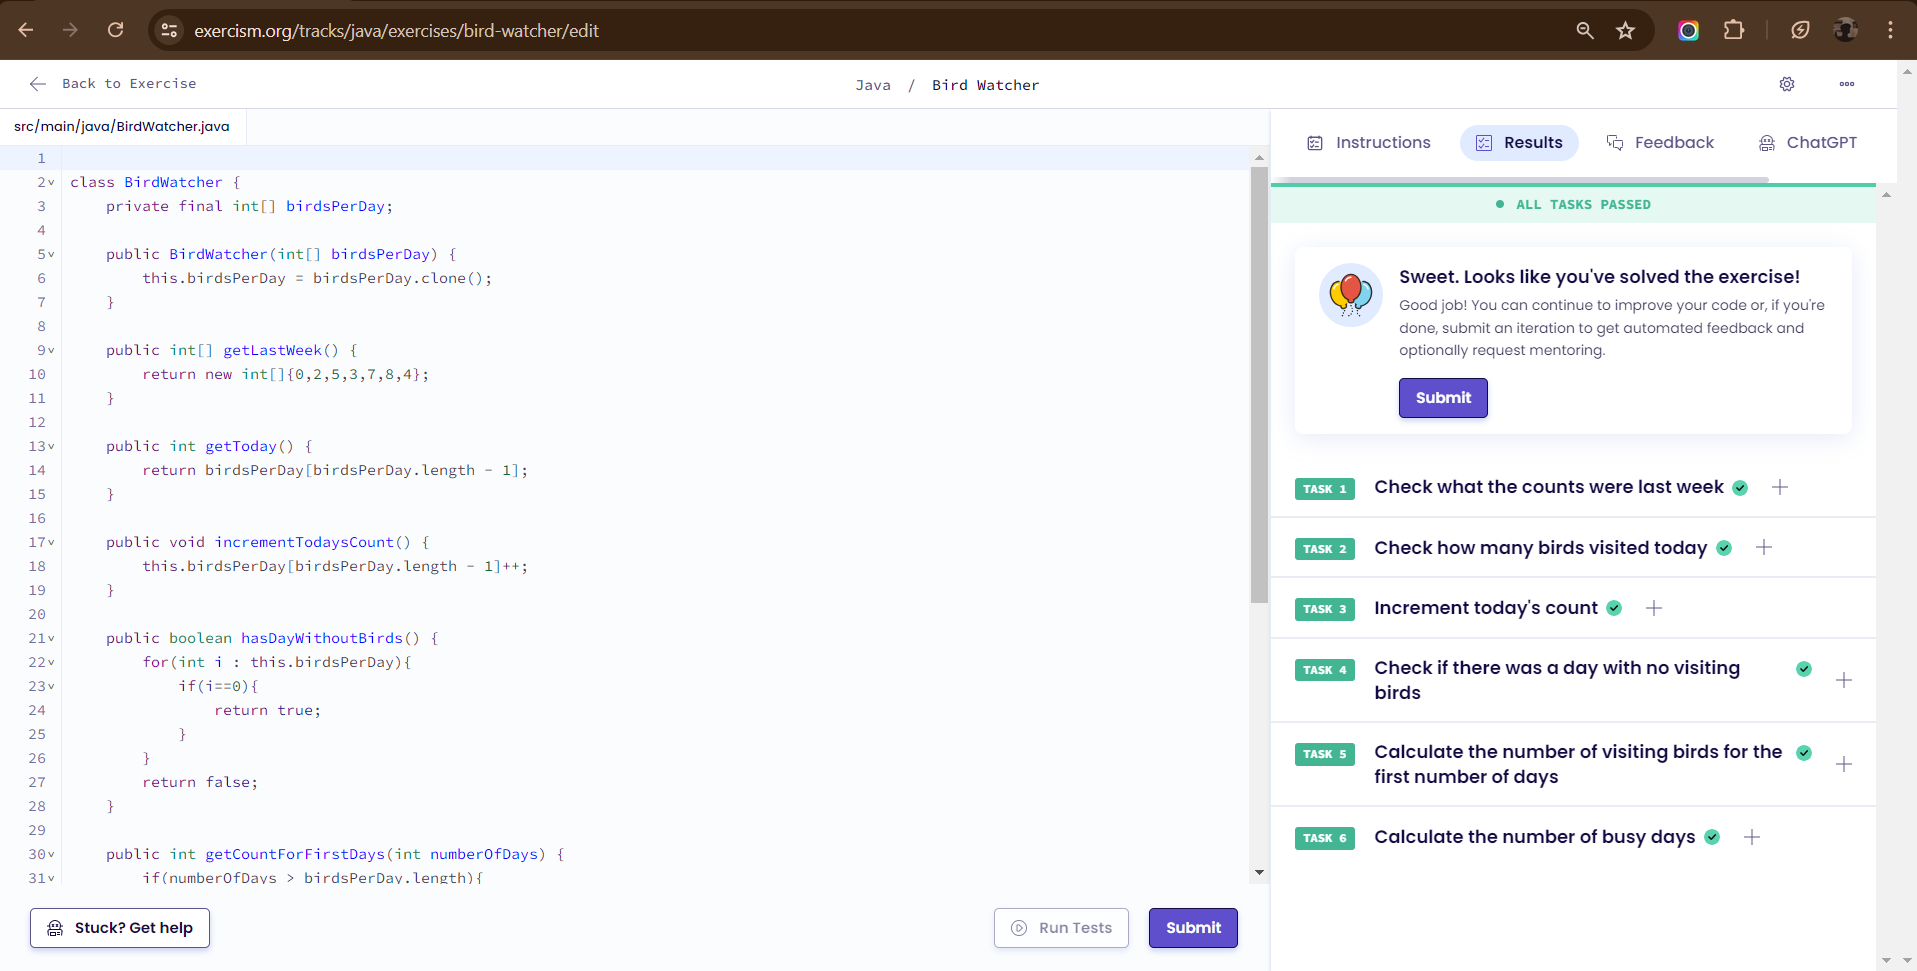 exercism.org/tracks/java/exercises/bird-watcher/edit
Back to Exercise
Java / Bird Watcher
src/main/java/BirdWatcher.java
1
2 class BirdWatcher {
3 private final int[] birdsPerDay;
4
5 public BirdWatcher(int[] birdsPerDay) {
6 this.birdsPerDay = birdsPerDay.clone();
7 }
8
9 public int[] getLastWeek() {
10 return new int[]{0,2,5,3,7,8,4};
11 }
12
13 public int getToday() {
14 return birdsPerDay[birdsPerDay.length - 1];
15 }
16
17 public void incrementTodaysCount() {
18 this.birdsPerDay[birdsPerDay.length - 1]++;
19 }
20
21 public boolean hasDayWithoutBirds() {
22 for(int i : this.birdsPerDay){
23 if(i==0){
24 return true;
25 }
26 }
27 return false;
28 }
29
30 public int getCountForFirstDays(int numberOfDays) {
31 if(numberOfDays > birdsPerDay.length){
Stuck? Get help
Run Tests
Submit
Instructions
Results
Feedback
ChatGPT
ALL TASKS PASSED
Sweet. Looks like you've solved the exercise!
Good job! You can continue to improve your code or, if you're
done, submit an iteration to get automated feedback and
optionally request mentoring.
Submit
TASK 1 Check what the counts were last week
TASK 2 Check how many birds visited today
TASK 3 Increment today's count
TASK 4 Check if there was a day with no visiting
birds
TASK 5 Calculate the number of visiting birds for the
first number of days
TASK 6 Calculate the number of busy days